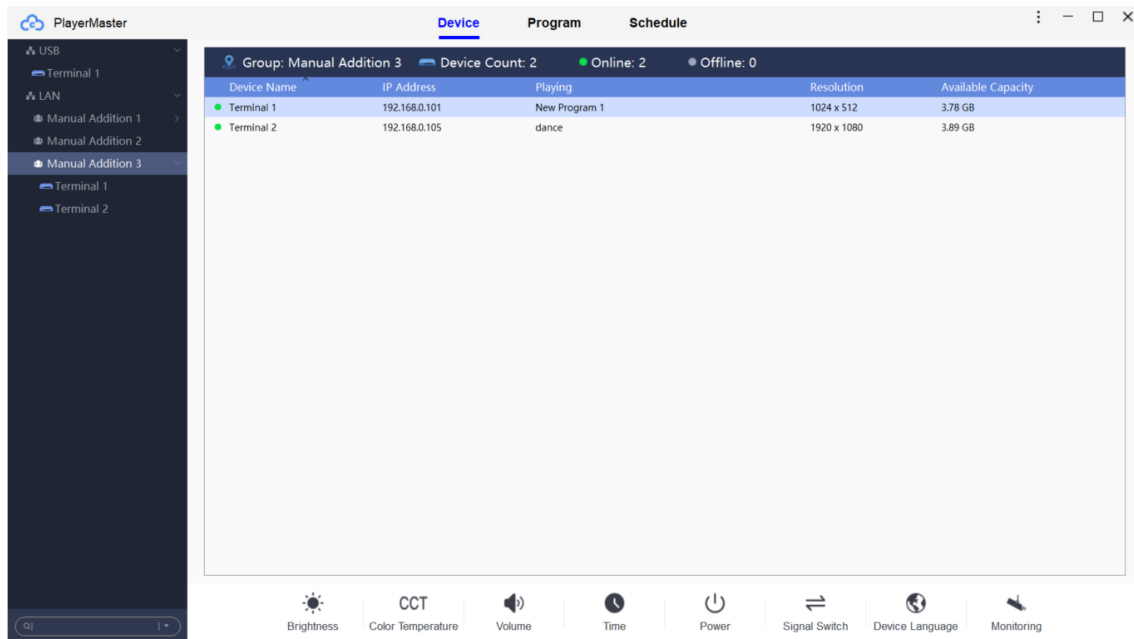 PlayerMaster
Device Program Schedule
USB
Terminal 1
LAN
Manual Addition 1
Manual Addition 2
Manual Addition 3
Terminal 1
Terminal 2
Group: Manual Addition 3 Device Count: 2 Online: 2 Offline: 0
Device Name IP Address Playing Resolution Available Capacity
Terminal 1 192.168.0.101 New Program 1 1024 x 512 3.78 GB
Terminal 2 192.168.0.105 dance 1920 x 1080 3.89 GB
CCT
Brightness Color Temperature Volume Time Power Signal Switch Device Language Monitoring